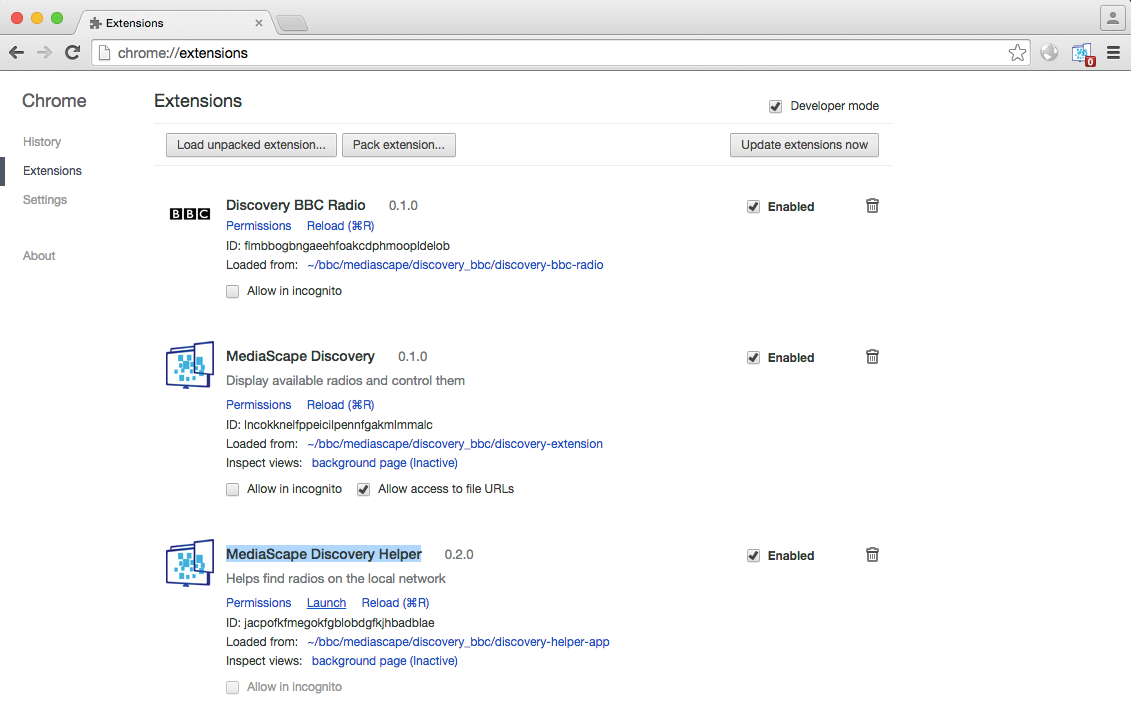 Extensions
chrome://extensions
0
Chrome
Extensions
Developer mode
History
Extensions
Settings
About
Load unpacked extension...
Pack extension...
Update extensions now
BBC
Discovery BBC Radio 0.1.0
Enabled
Permissions Reload (⌘R)
ID: flmbbogbngaeehfoakcdphmoopldelob
Loaded from: ~/bbc/mediascape/discovery_bbc/discovery-bbc-radio
Allow in incognito
MediaScape Discovery 0.1.0
Enabled
Display available radios and control them
Permissions Reload (⌘R)
ID: lncokknelfppeicilpennfgakmlmmalc
Loaded from: ~/bbc/mediascape/discovery_bbc/discovery-extension
Inspect views: background page (Inactive)
Allow in incognito Allow access to file URLs
MediaScape Discovery Helper 0.2.0
Enabled
Helps find radios on the local network
Permissions Launch Reload (⌘R)
ID: jacpofkfmegokfgblobdgfkjhbadblae
Loaded from: ~/bbc/mediascape/discovery_bbc/discovery-helper-app
Inspect views: background page (Inactive)
Allow in incognito